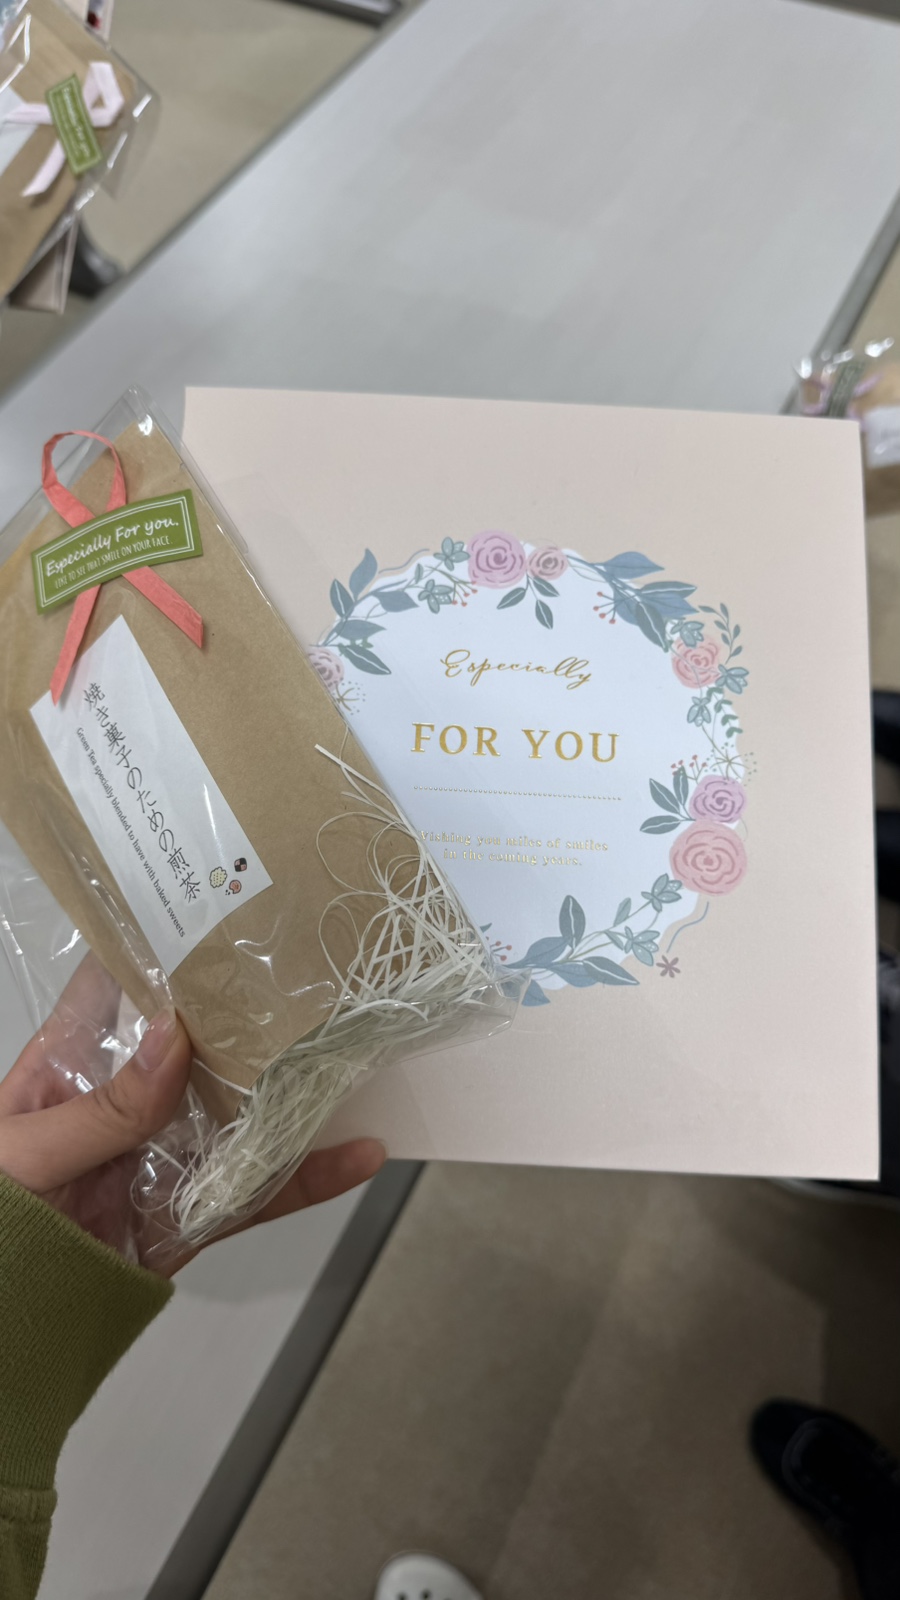 Especially For you.
LIKE TO SEE THAT SMILE ON YOUR FACE.
焼き菓子のための煎茶
Green Tea specially blended to have with baked sweets
Especially
FOR YOU
Wishing you miles of smiles
in the coming years.